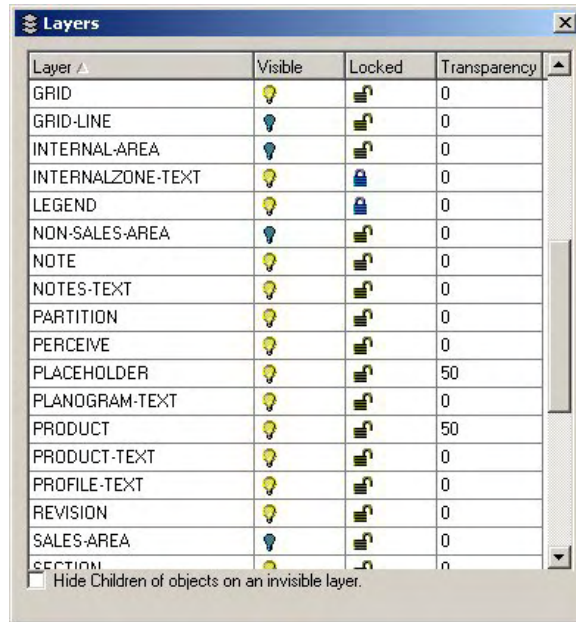 Layers
Layer Visible Locked Transparency
GRID 0
GRID-LINE 0
INTERNAL-AREA 0
INTERNALZONE-TEXT 0
LEGEND 0
NON-SALES-AREA 0
NOTE 0
NOTES-TEXT 0
PARTITION 0
PERCEIVE 0
PLACEHOLDER 50
PLANOGRAM-TEXT 0
PRODUCT 50
PRODUCT-TEXT 0
PROFILE-TEXT 0
REVISION 0
SALES-AREA 0
SECTION 0
Hide Children of objects on an invisible layer.